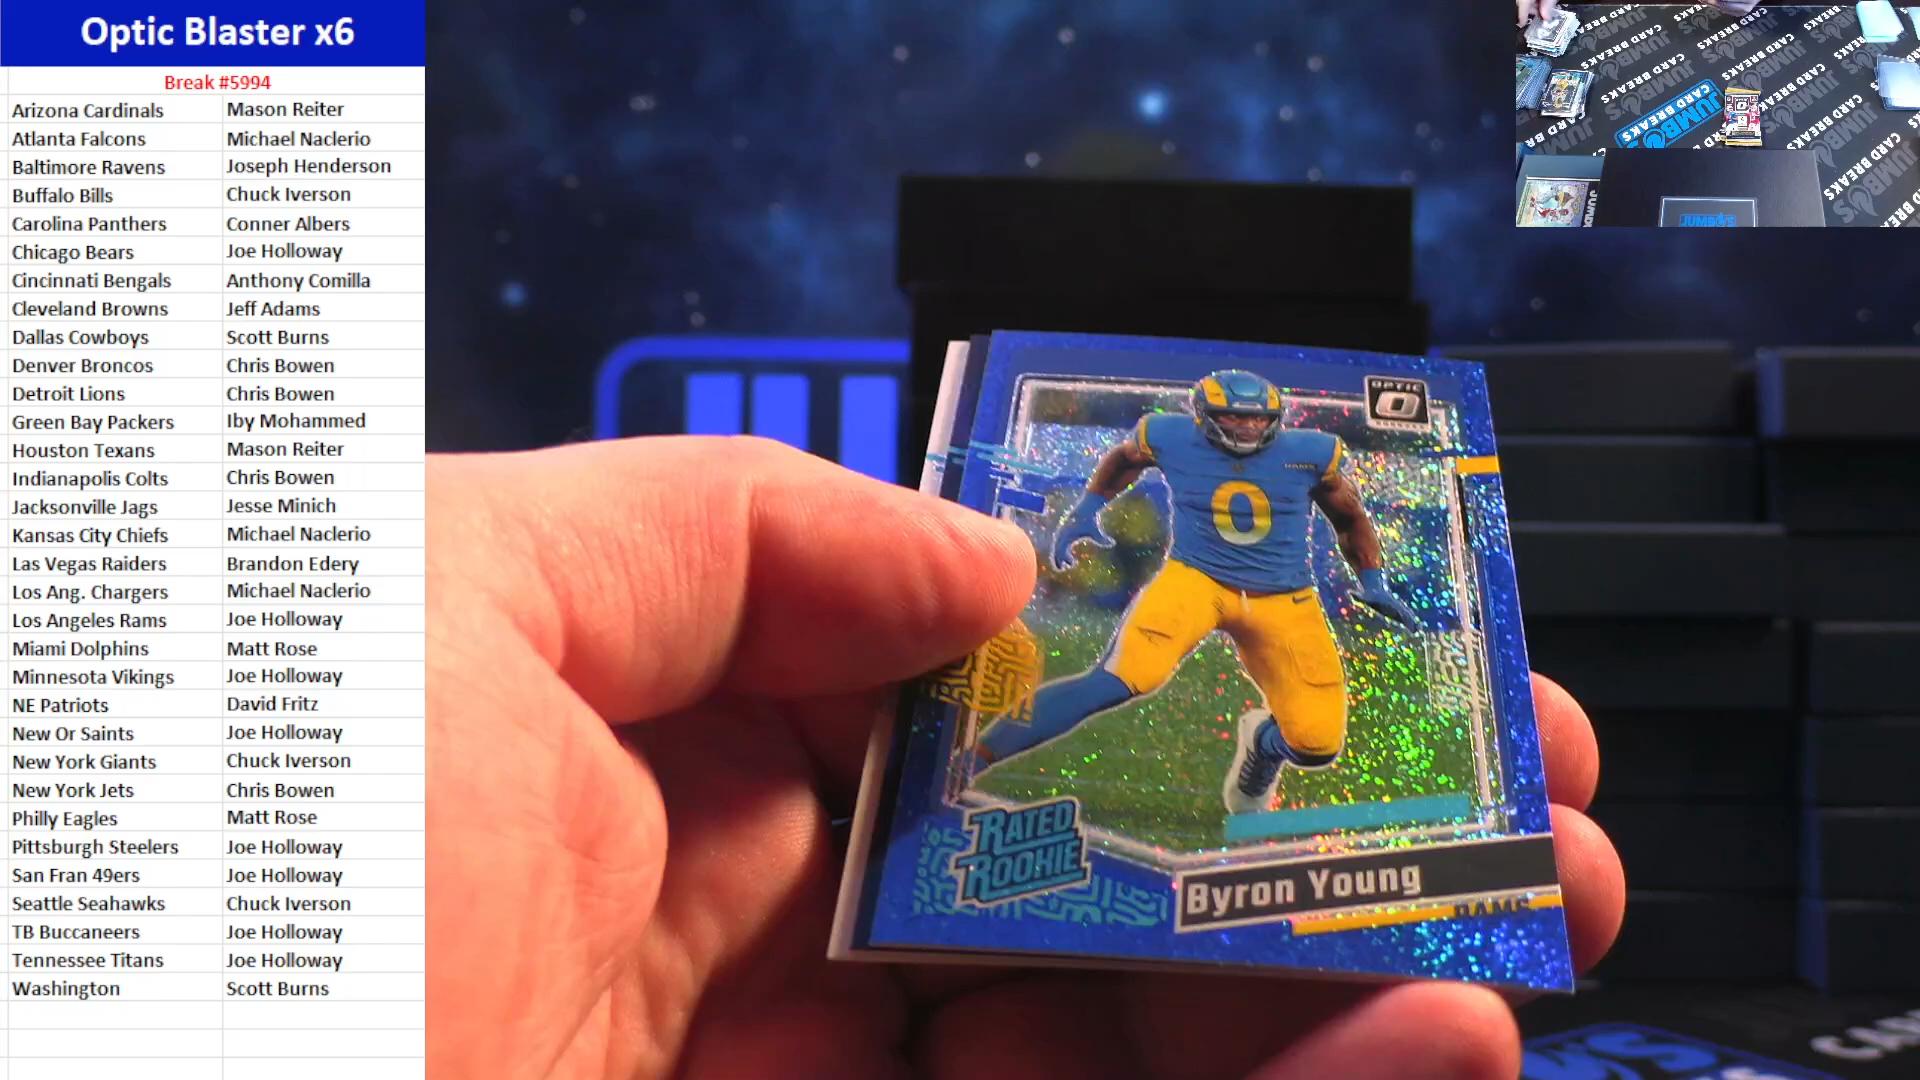 Optic Blaster x6
Break #5994
Arizona Cardinals Mason Reiter
Atlanta Falcons Michael Naclerio
Baltimore Ravens Joseph Henderson
Buffalo Bills Chuck Iverson
Carolina Panthers Conner Albers
Chicago Bears Joe Holloway
Cincinnati Bengals Anthony Comilla
Cleveland Browns Jeff Adams
Dallas Cowboys Scott Burns
Denver Broncos Chris Bowen
Detroit Lions Chris Bowen
Green Bay Packers Iby Mohammed
Houston Texans Mason Reiter
Indianapolis Colts Chris Bowen
Jacksonville Jags Jesse Minich
Kansas City Chiefs Michael Naclerio
Las Vegas Raiders Brandon Edery
Los Ang. Chargers Michael Naclerio
Los Angeles Rams Joe Holloway
Miami Dolphins Matt Rose
Minnesota Vikings Joe Holloway
NE Patriots David Fritz
New Or Saints Joe Holloway
New York Giants Chuck Iverson
New York Jets Chris Bowen
Philly Eagles Matt Rose
Pittsburgh Steelers Joe Holloway
San Fran 49ers Joe Holloway
Seattle Seahawks Chuck Iverson
TB Buccaneers Joe Holloway
Tennessee Titans Joe Holloway
Washington Scott Burns
OPTIC
0
RATED
ROOKIE
Byron Young
RAMS
JUMBO'S
CARD BREAKS